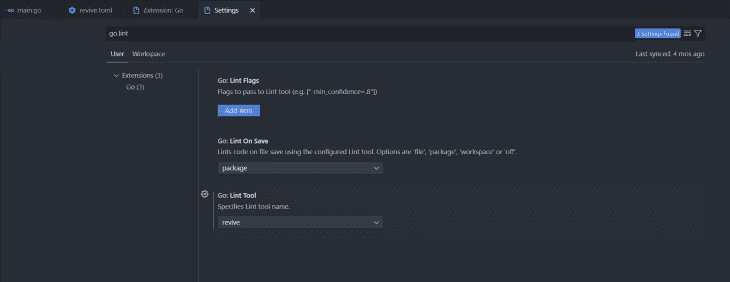 main.go
revive.toml
Extension: Go
Settings
go.lint
3 Settings Found
User
Workspace
Last synced: 4 mos ago
Extensions (3)
Go (3)
Go: Lint Flags
Flags to pass to Lint tool (e.g. ["-min_confidence=.8"])
Add Item
Go: Lint On Save
Lints code on file save using the configured Lint tool. Options are 'file', 'package', 'workspace' or 'off'.
package
Go: Lint Tool
Specifies Lint tool name.
revive